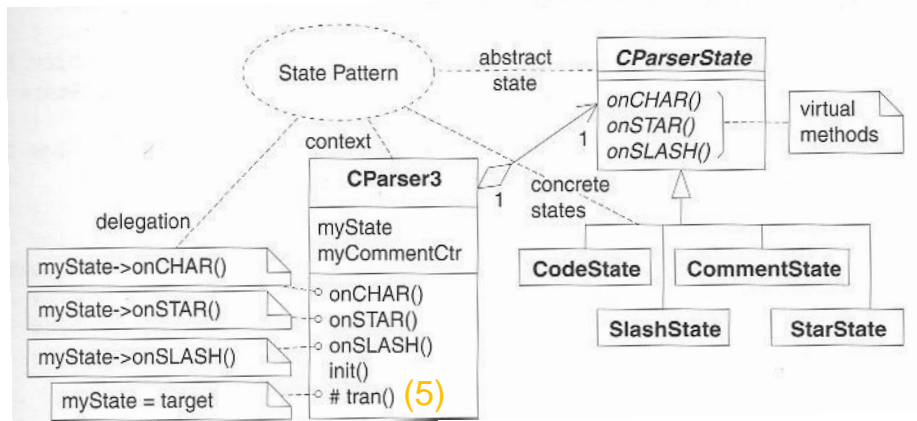 State Pattern
abstract
state
CParserState
onCHAR()
onSTAR()
onSLASH()
virtual
methods
context
1
1
concrete
states
CParser3
myState
myCommentCtr
onCHAR()
onSTAR()
onSLASH()
init()
# tran() (5)
delegation
myState->onCHAR()
myState->onSTAR()
myState->onSLASH()
myState = target
CodeState
CommentState
SlashState
StarState